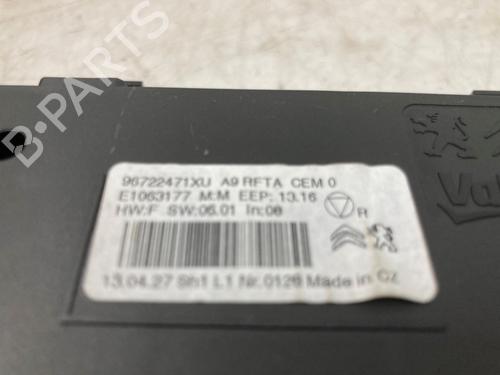 B-PARTS
96722471XU A9 RFTA CEM 0
E1063177 M:M EEP: 13.16
HW:F SW:06.01 In:08 R
13.04.27 Sh1 L1 Nr.0126 Made in CZ